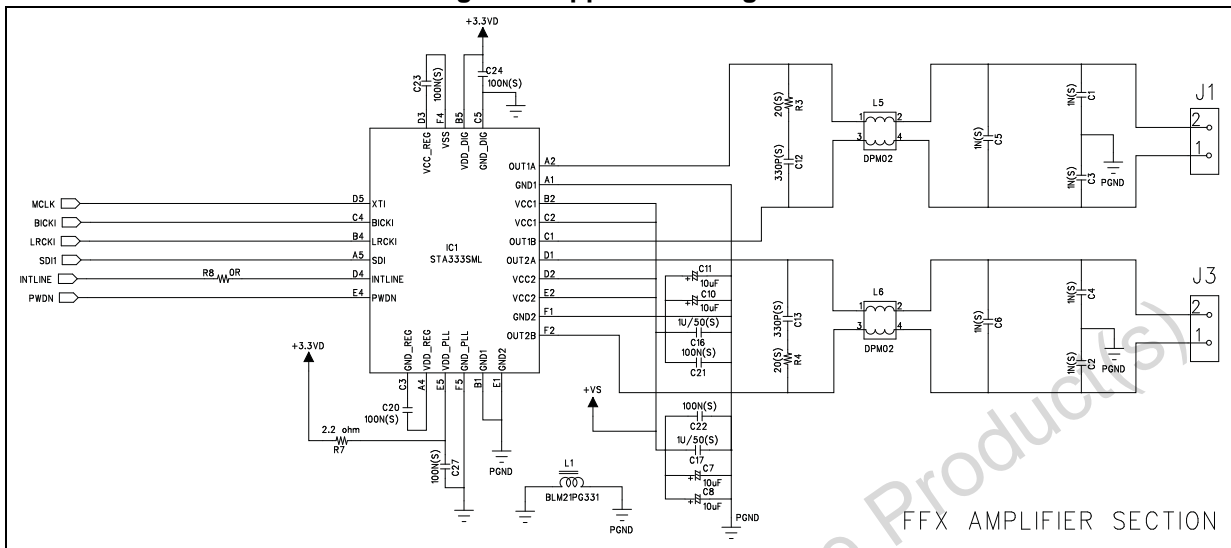 +3.3VD
C23
100N(S)
C24
100N(S)
D3
F4
B5
C5
VCC_REG
VSS
VDD_DIG
GND_DIG
MCLK
BICKI
LRCKI
SDI1
INTLINE
PWDN
R8
0R
D5
C4
B4
A5
D4
E4
XTI
BICKI
LRCKI
SDI
INTLINE
PWDN
IC1
STA333SML
OUT1A
GND1
VCC1
VCC1
OUT1B
OUT2A
VCC2
VCC2
GND2
OUT2B
A2
A1
B2
C2
C1
D1
D2
E2
F1
F2
GND_REG
VDD_REG
VDD_PLL
GND_PLL
GND1
GND2
C3
A4
E5
F5
B1
E1
+3.3VD
C20
100N(S)
2.2 ohm
R7
100N(S)
C27
PGND
L1
BLM21PG331
PGND
+VS
C11
10uF
C10
10uF
1U/50(S)
C16
100N(S)
C21
100N(S)
C22
1U/50(S)
C17
C7
10uF
C8
10uF
PGND
20(S)
R3
330P(S)
C12
L5
1
2
3
4
DPM02
1N(S)
C5
1N(S)
C1
1N(S)
C3
PGND
J1
2
1
330P(S)
C13
20(S)
R4
L6
1
2
3
4
DPM02
1N(S)
C6
1N(S)
C4
1N(S)
C2
PGND
J3
2
1
FFX AMPLIFIER SECTION
Product(s)